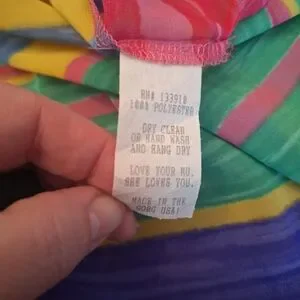 RN# 133910
100% POLYESTER
DRY CLEAN
OR HAND WASH
AND HANG DRY
LOVE YOUR MU.
SHE LOVES YOU.
MADE IN THE
GOOD USA!